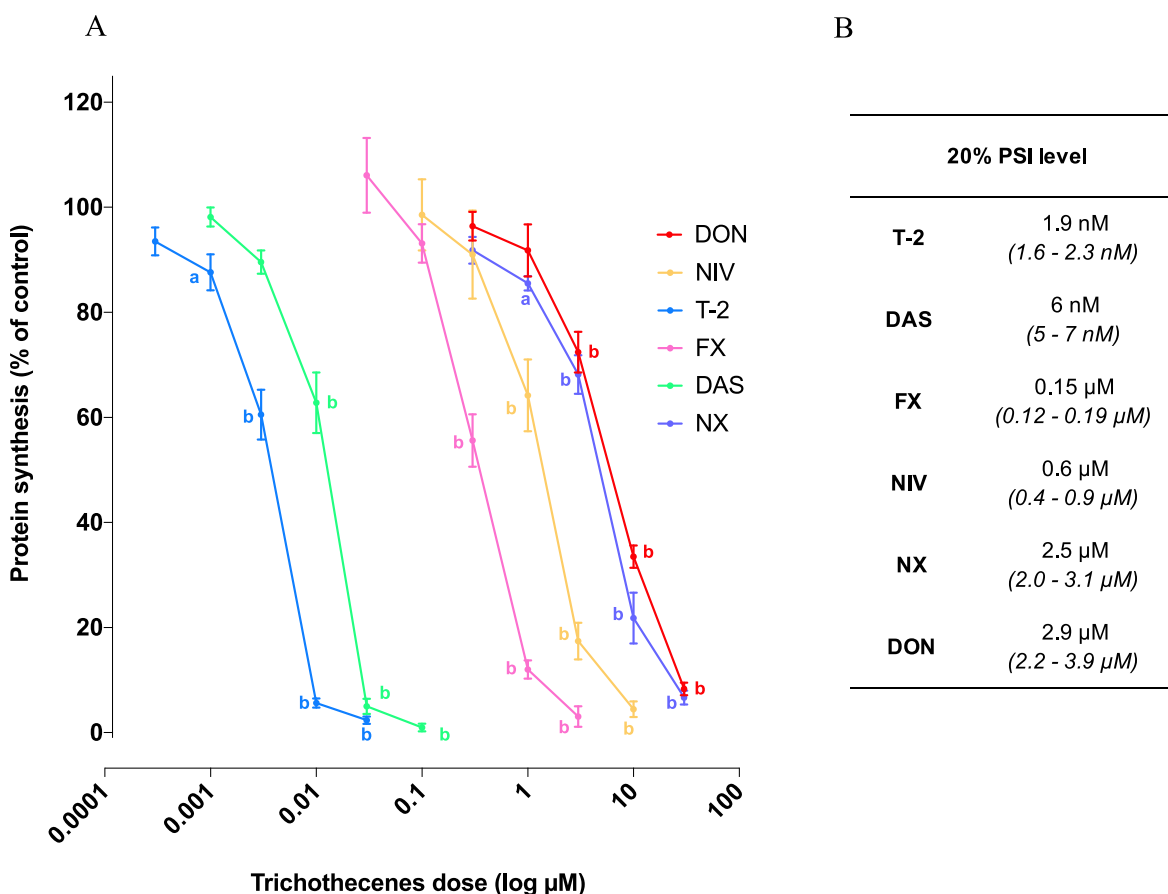 A
B
Protein synthesis (% of control)
120
100
80
60
40
20
0
0.0001
0.001
0.01
0.1
1
10
100
Trichothecenes dose (log µM)
a
b
b
b
b
b
b
b
b
b
b
b
b
b
a
b
b
b
b
b
b
DON
NIV
T-2
FX
DAS
NX
20% PSI level
T-2
1.9 nM
(1.6 - 2.3 nM)
DAS
6 nM
(5 - 7 nM)
FX
0.15 µM
(0.12 - 0.19 µM)
NIV
0.6 µM
(0.4 - 0.9 µM)
NX
2.5 µM
(2.0 - 3.1 µM)
DON
2.9 µM
(2.2 - 3.9 µM)